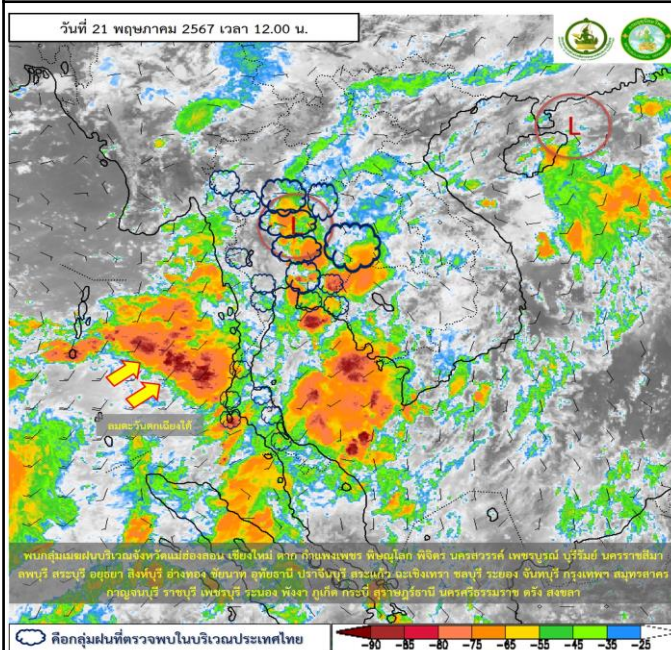 วันที่ 21 พฤษภาคม 2567 เวลา 12.00 น.
L
L
ลมตะวันตกเฉียงใต้
พบกลุ่มเมฆฝนบริเวณจังหวัดแม่ฮ่องสอน เชียงใหม่ ตาก กำแพงเพชร พิษณุโลก พิจิตร นครสวรรค์ เพชรบูรณ์ บุรีรัมย์ นครราชสีมา
ลพบุรี สระบุรี อยุธยา สิงห์บุรี อ่างทอง ชัยนาท อุทัยธานี ปราจีนบุรี สระแก้ว ฉะเชิงเทรา ชลบุรี ระยอง จันทบุรี กรุงเทพฯ สมุทรสาคร
กาญจนบุรี ราชบุรี เพชรบุรี ระนอง พังงา ภูเก็ต กระบี่ สุราษฎร์ธานี นครศรีธรรมราช ตรัง สงขลา
คือกลุ่มฝนที่ตรวจพบในบริเวณประเทศไทย
-90 -85 -80 -75 -65 -55 -45 -35 -25